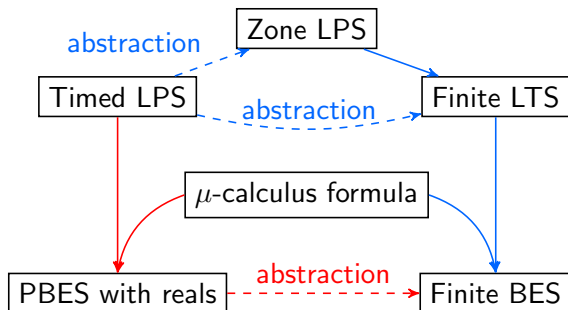 Zone LPS
abstraction
Timed LPS
abstraction
Finite LTS
μ-calculus formula
abstraction
PBES with reals
Finite BES